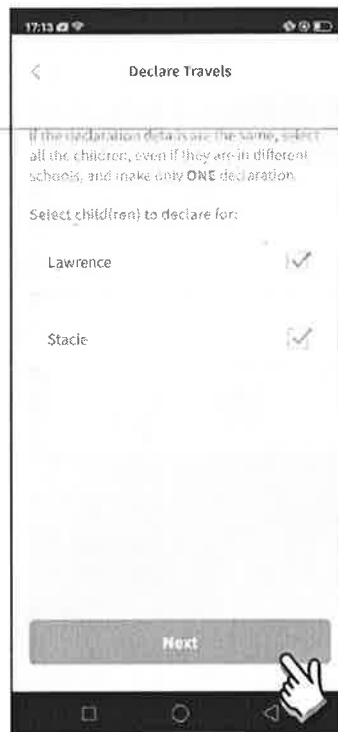 17:13
Declare Travels
If the declaration details are the same, select
all the children, even if they are in different
schools, and make only ONE declaration.
Select child(ren) to declare for:
Lawrence
Stacie
Next